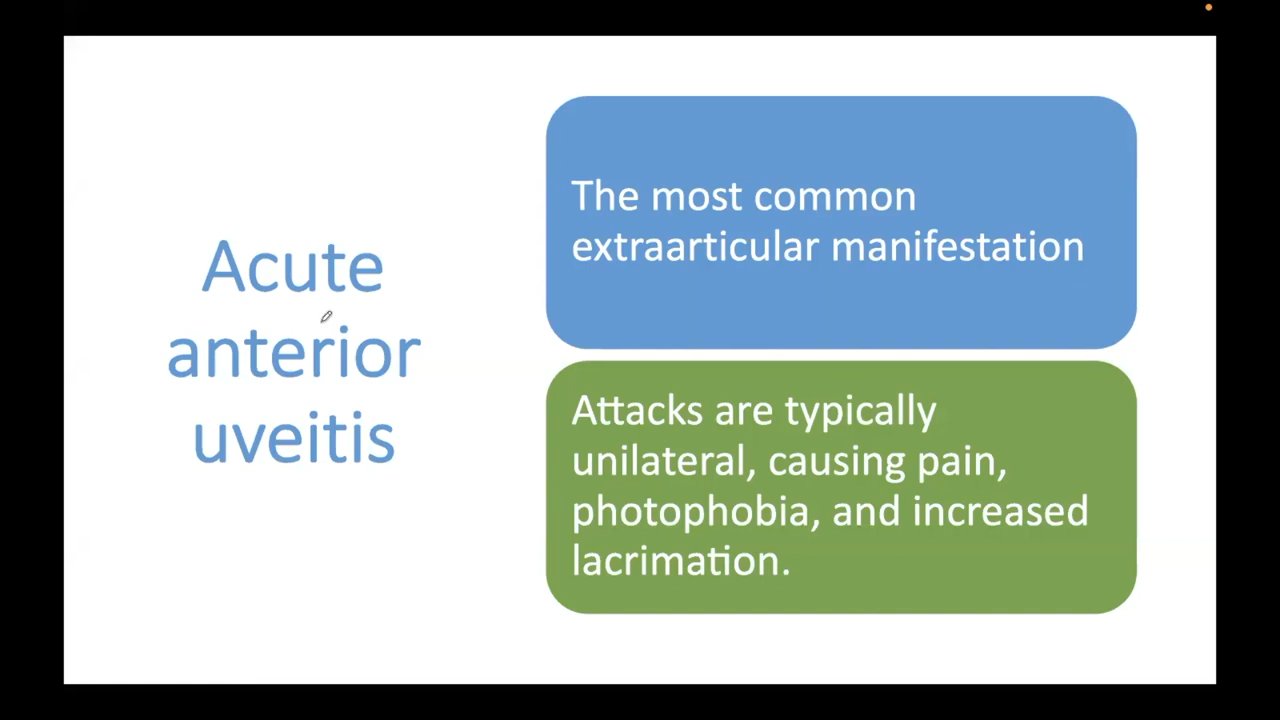 Acute
anterior
uveitis
The most common
extraarticular manifestation
Attacks are typically
unilateral, causing pain,
photophobia, and increased
lacrimation.